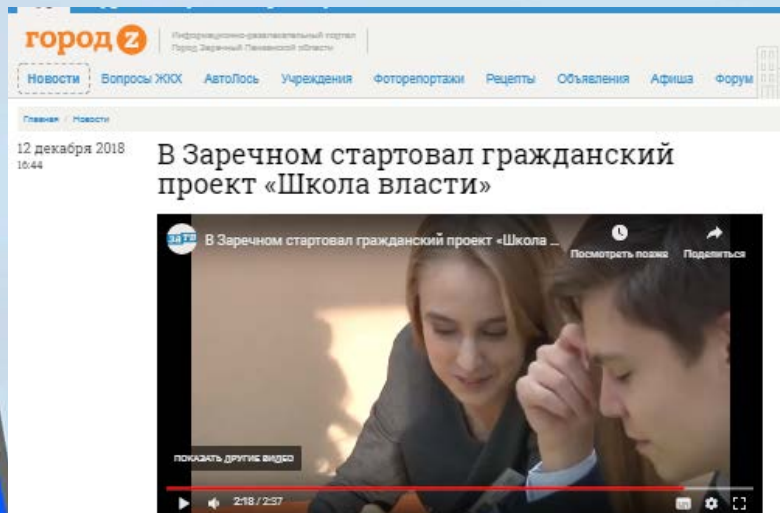 город Z
Информационно-развлекательный портал
Город Заречный Пензенской области
Новости Вопросы ЖКХ АвтоЛось Учреждения Фоторепортажи Рецепты Объявления Афиша Форум
Главная / Новости
12 декабря 2018
16:44
В Заречном стартовал гражданский
проект «Школа власти»
В Заречном стартовал гражданский проект «Школа ...
Посмотреть позже Поделиться
ПОКАЗАТЬ ДРУГИЕ ВИДЕО
2:18 / 2:37